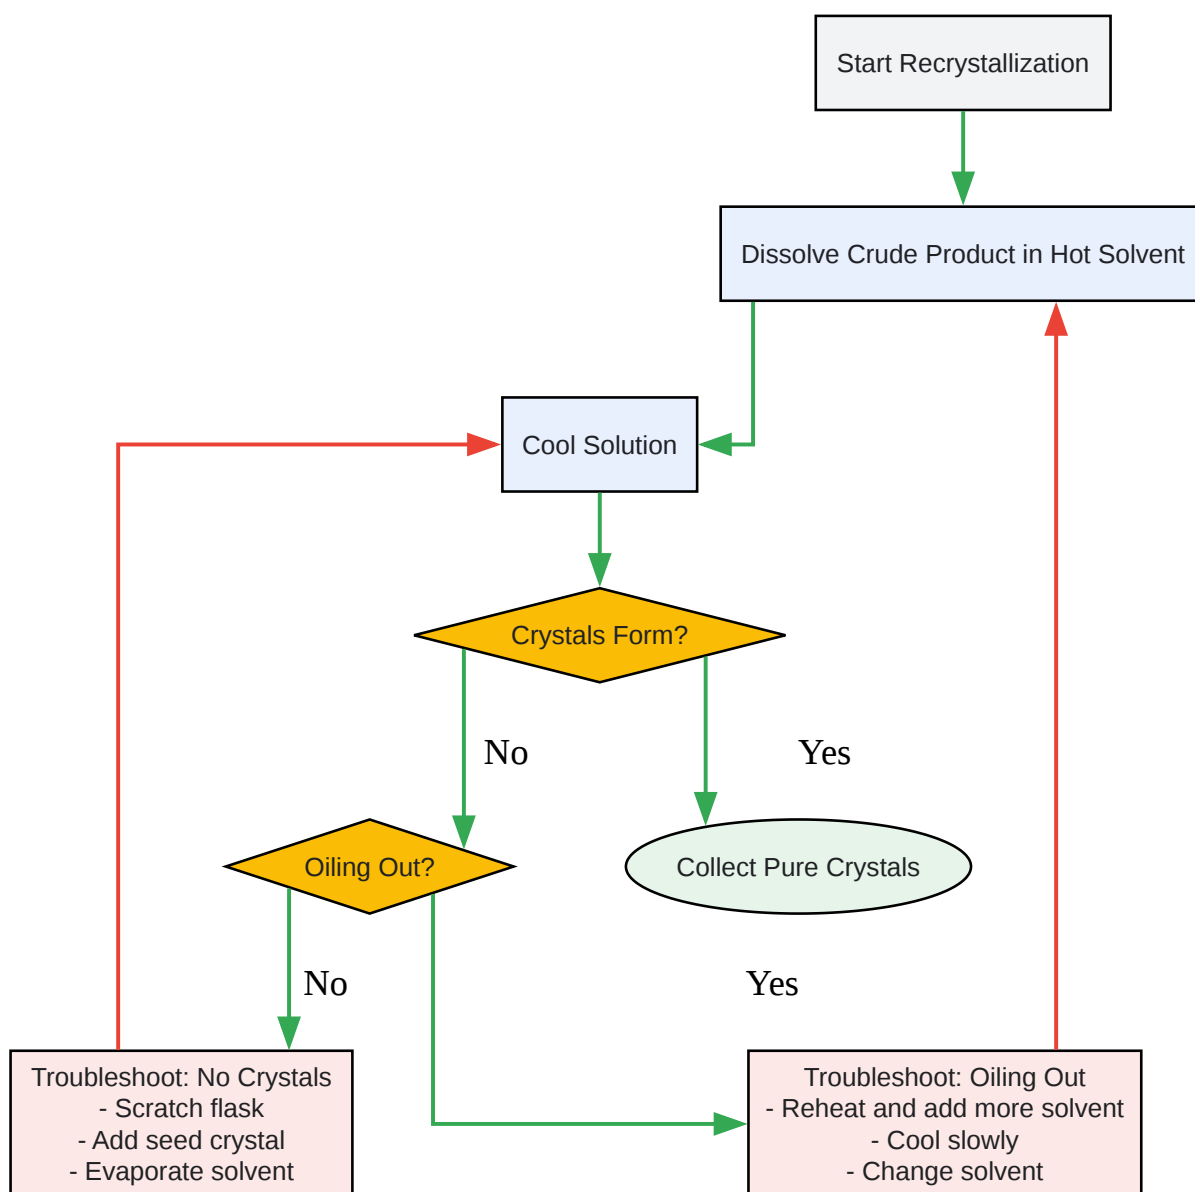 Start Recrystallization
Dissolve Crude Product in Hot Solvent
Cool Solution
Crystals Form?
No
Yes
Oiling Out?
Collect Pure Crystals
No
Yes
Troubleshoot: No Crystals
- Scratch flask
- Add seed crystal
- Evaporate solvent
Troubleshoot: Oiling Out
- Reheat and add more solvent
- Cool slowly
- Change solvent